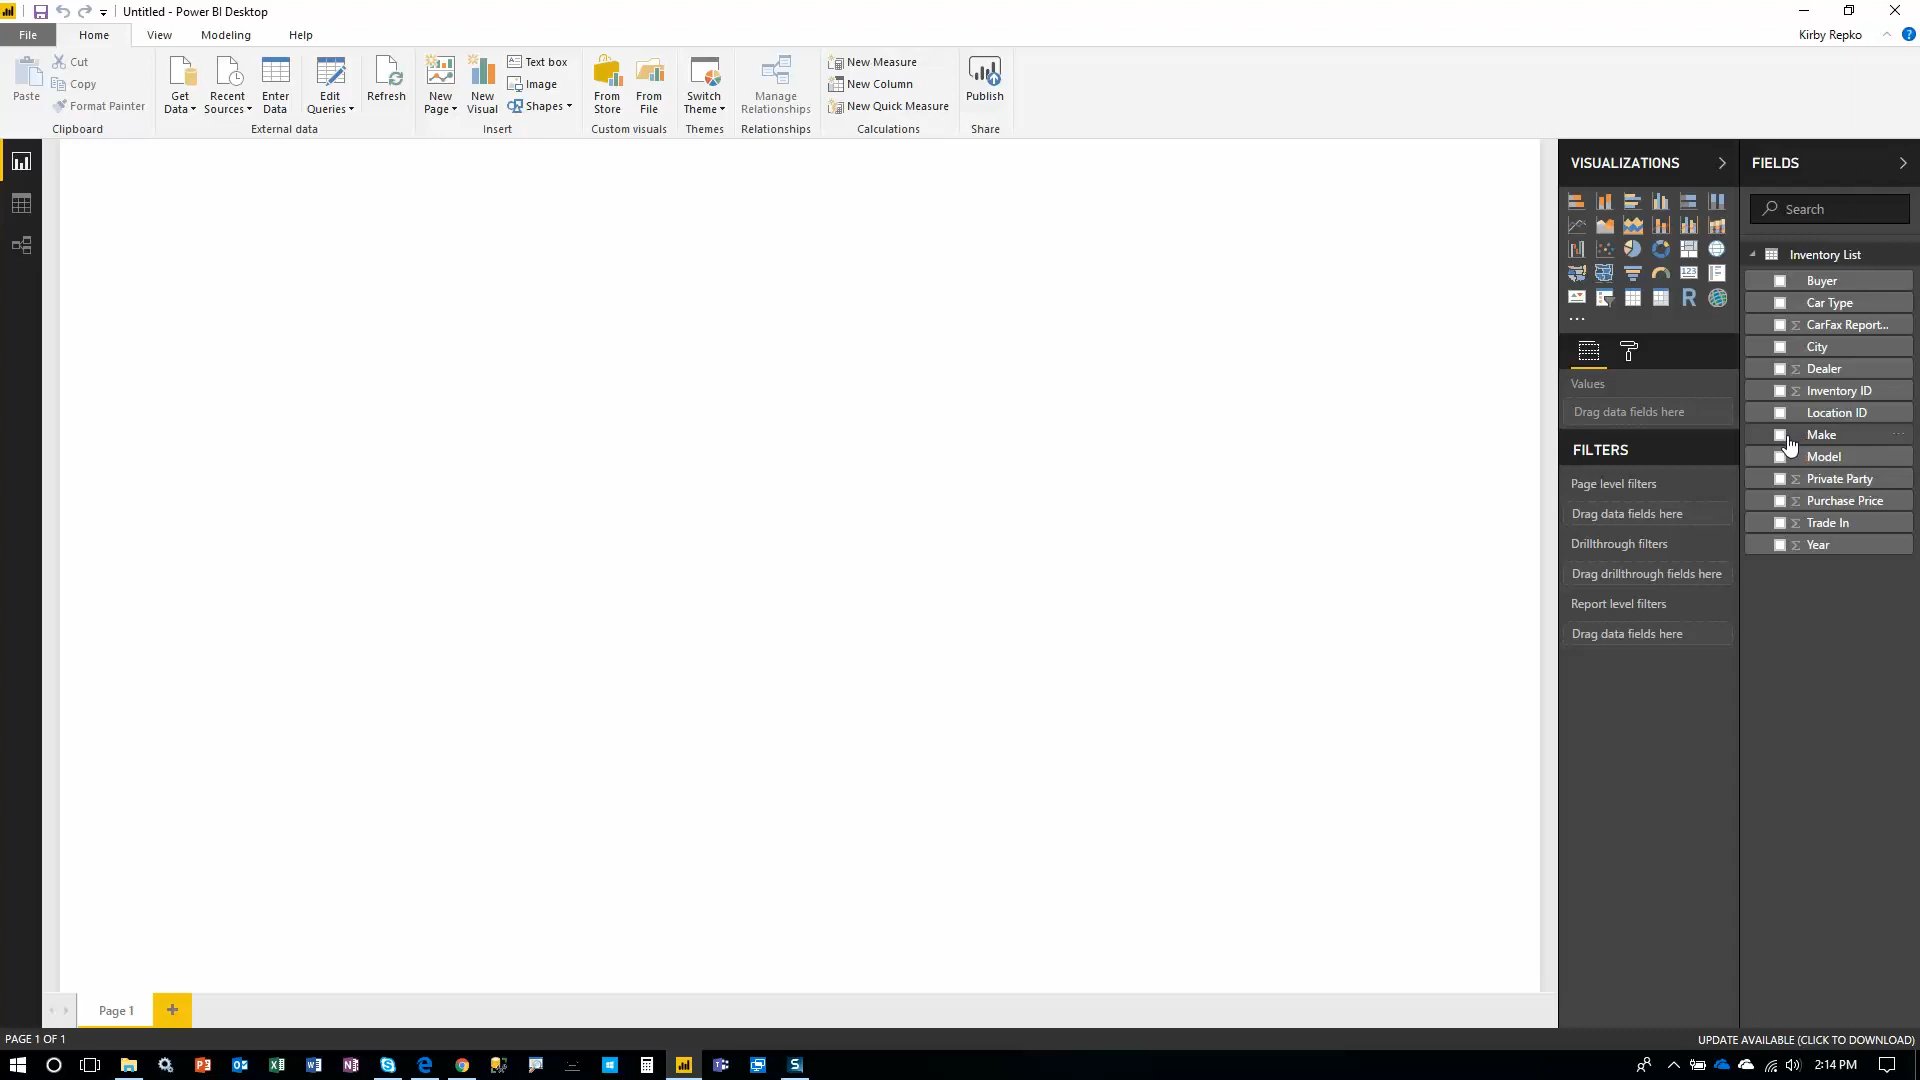 Untitled - Power BI Desktop
File
Home
View
Modeling
Help
Kirby Repko
?
Paste
Cut
Copy
Format Painter
Clipboard
Get Data
Recent Sources
Enter Data
Edit Queries
Refresh
External data
New Page
New Visual
Text box
Image
Shapes
Insert
From Store
From File
Custom visuals
Switch Theme
Themes
Manage Relationships
Relationships
New Measure
New Column
New Quick Measure
Calculations
Publish
Share
VISUALIZATIONS
123
R
...
Values
Drag data fields here
FILTERS
Page level filters
Drag data fields here
Drillthrough filters
Drag drillthrough fields here
Report level filters
Drag data fields here
FIELDS
Search
Inventory List
Buyer
Car Type
Σ CarFax Report...
City
Σ Dealer
Σ Inventory ID
Location ID
Make ...
Model
Σ Private Party
Σ Purchase Price
Σ Trade In
Σ Year
Page 1
+
PAGE 1 OF 1
UPDATE AVAILABLE (CLICK TO DOWNLOAD)
2:14 PM